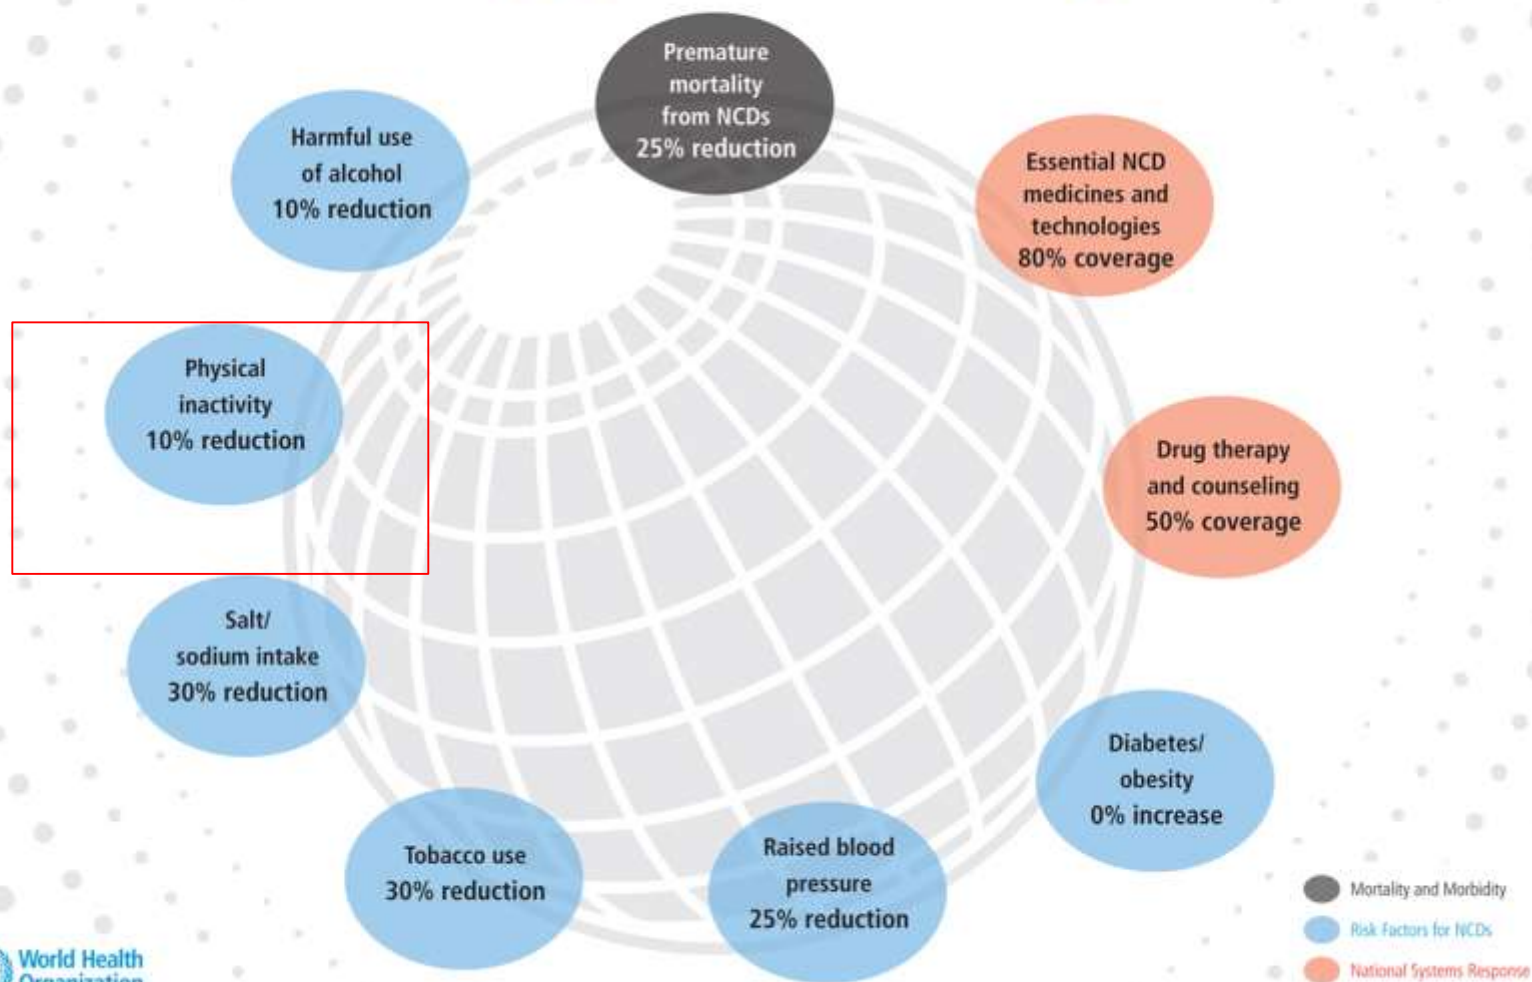 Premature
mortality
from NCDs
25% reduction
Harmful use
of alcohol
10% reduction
Essential NCD
medicines and
technologies
80% coverage
Physical
inactivity
10% reduction
Drug therapy
and counseling
50% coverage
Salt/
sodium intake
30% reduction
Diabetes/
obesity
0% increase
Tobacco use
30% reduction
Raised blood
pressure
25% reduction
Mortality and Morbidity
Risk Factors for NCDs
National Systems Response
World Health
Organization